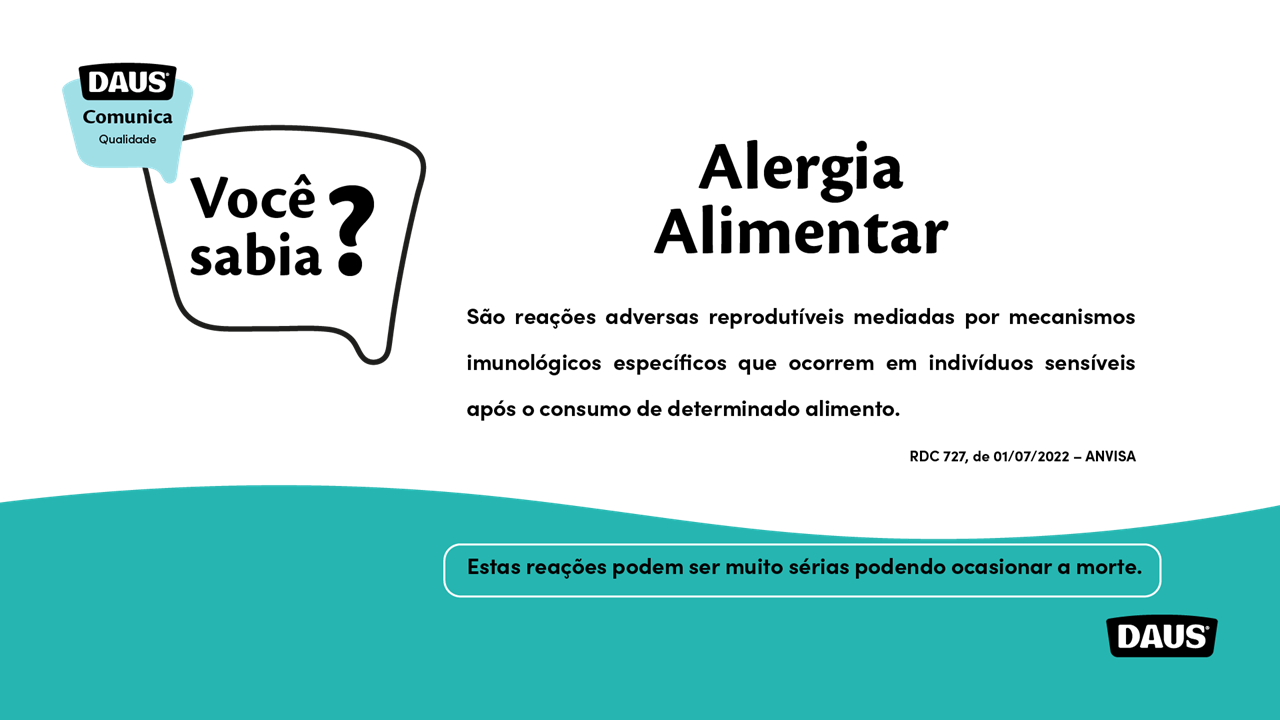 DAUS®
Comunica
Qualidade
Você
sabia?
Alergia
Alimentar
São reações adversas reprodutíveis mediadas por mecanismos
imunológicos específicos que ocorrem em indivíduos sensíveis
após o consumo de determinado alimento.
RDC 727, de 01/07/2022 – ANVISA
Estas reações podem ser muito sérias podendo ocasionar a morte.
DAUS®